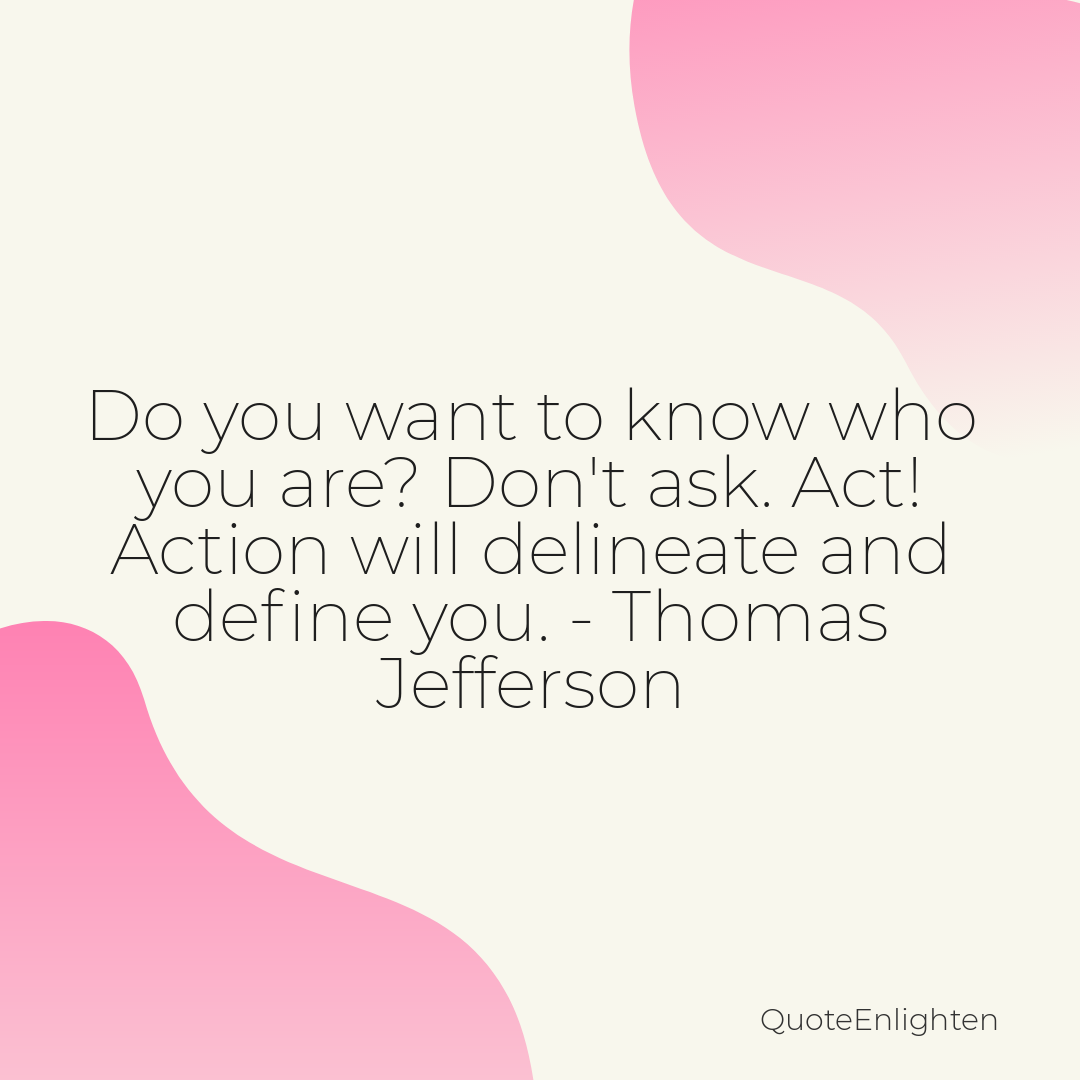 Do you want to know who
you are? Don't ask. Act!
Action will delineate and
define you. - Thomas
Jefferson
QuoteEnlighten